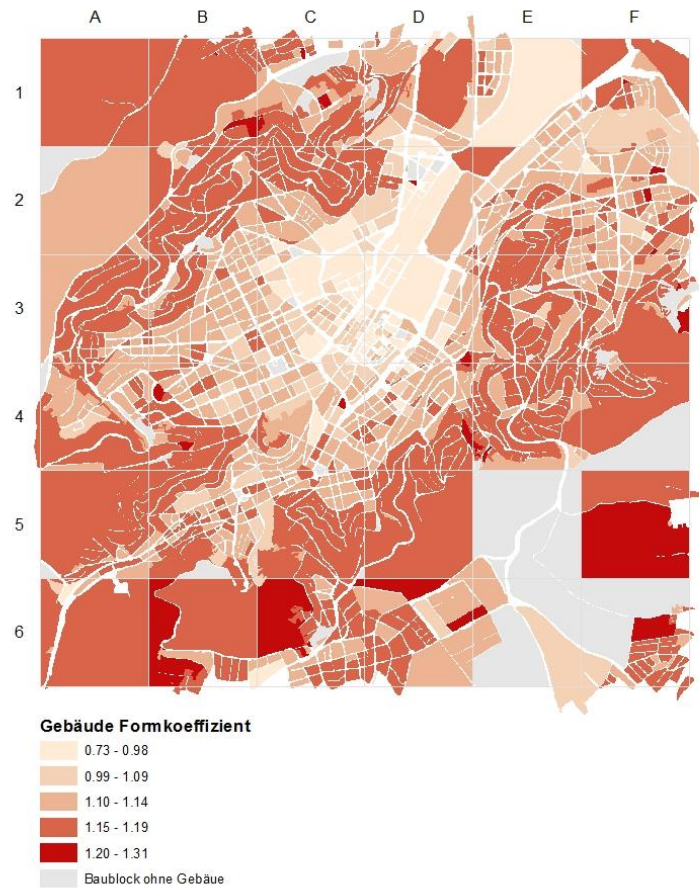 A B C D E F
1
2
3
4
5
6
Gebäude Formkoeffizient
0.73 - 0.98
0.99 - 1.09
1.10 - 1.14
1.15 - 1.19
1.20 - 1.31
Baublock ohne Gebäue